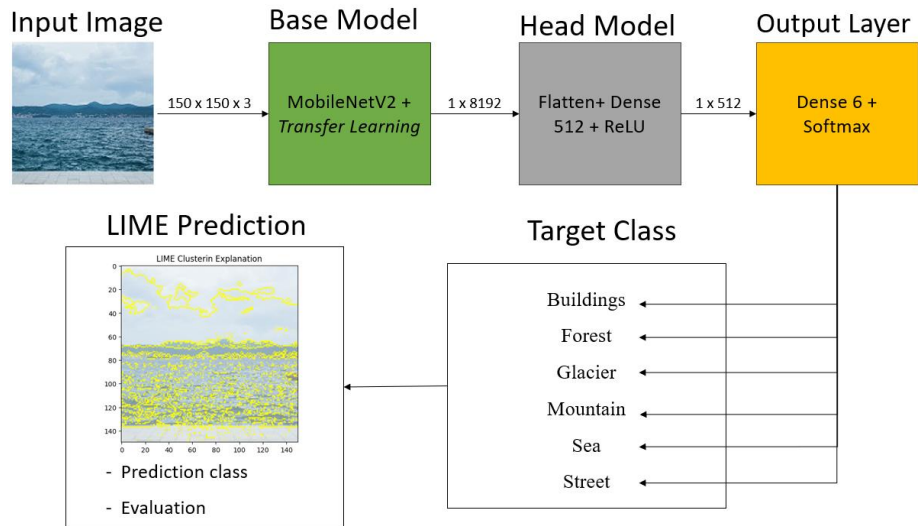 Input Image
Base Model
Head Model
Output Layer
150 x 150 x 3
MobileNetV2 +
Transfer Learning
1 x 8192
Flatten+ Dense
512 + ReLU
1 x 512
Dense 6 +
Softmax
LIME Prediction
LIME Clusterin Explanation
0
20
40
60
80
100
120
140
0 20 40 60 80 100 120 140
- Prediction class
- Evaluation
Target Class
Buildings
Forest
Glacier
Mountain
Sea
Street